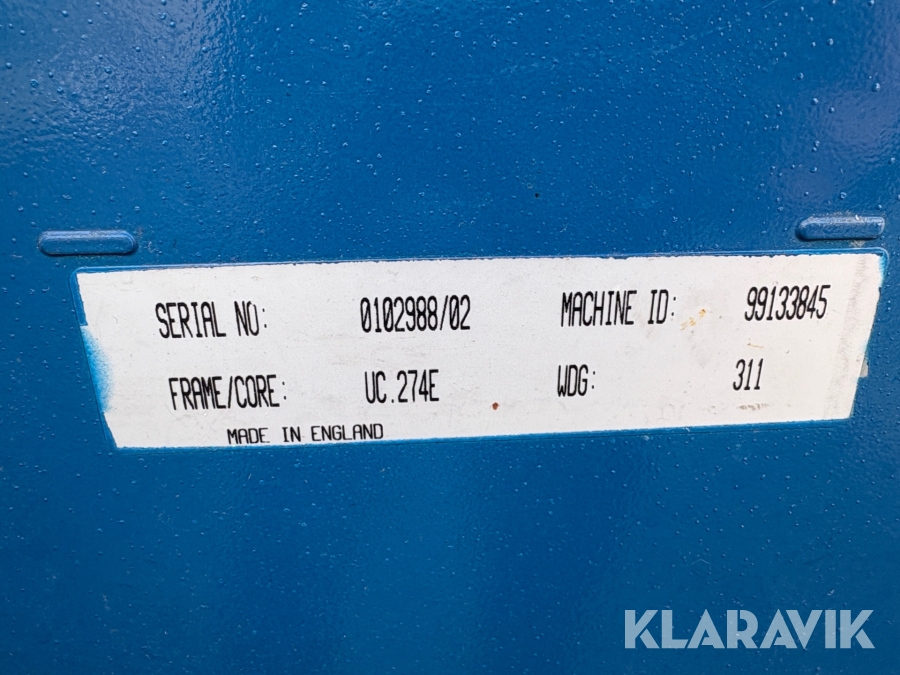 SERIAL NO: 0102988/02 MACHINE ID: 99133845
FRAME/CORE: UC.274E WDG: 311
MADE IN ENGLAND
KLARAVIK